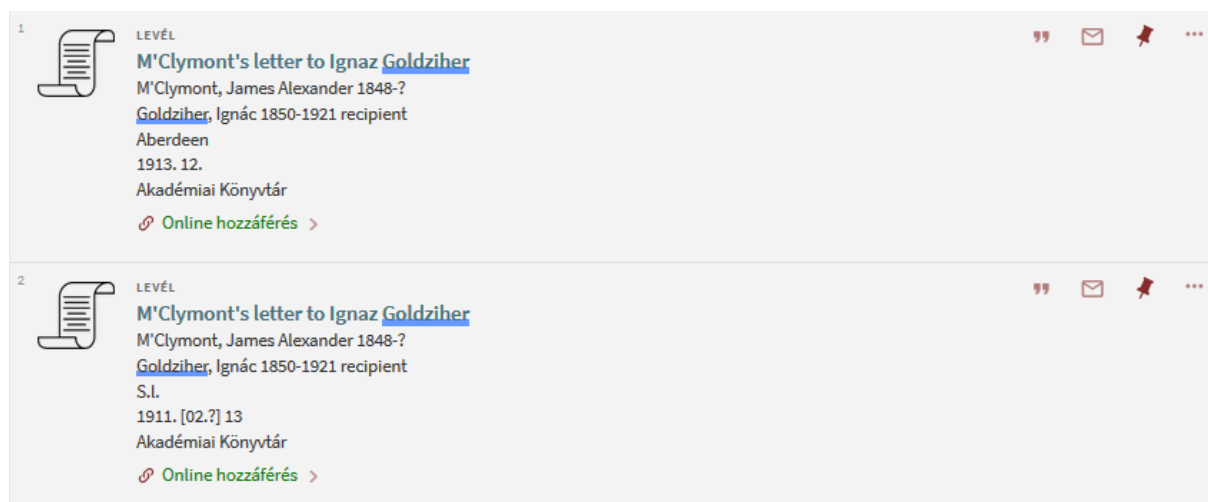 1
LEVÉL
M'Clymont's letter to Ignaz Goldziher
M'Clymont, James Alexander 1848-?
Goldziher, Ignác 1850-1921 recipient
Aberdeen
1913. 12.
Akadémiai Könyvtár
Online hozzáférés
2
LEVÉL
M'Clymont's letter to Ignaz Goldziher
M'Clymont, James Alexander 1848-?
Goldziher, Ignác 1850-1921 recipient
S.l.
1911. [02.?] 13
Akadémiai Könyvtár
Online hozzáférés